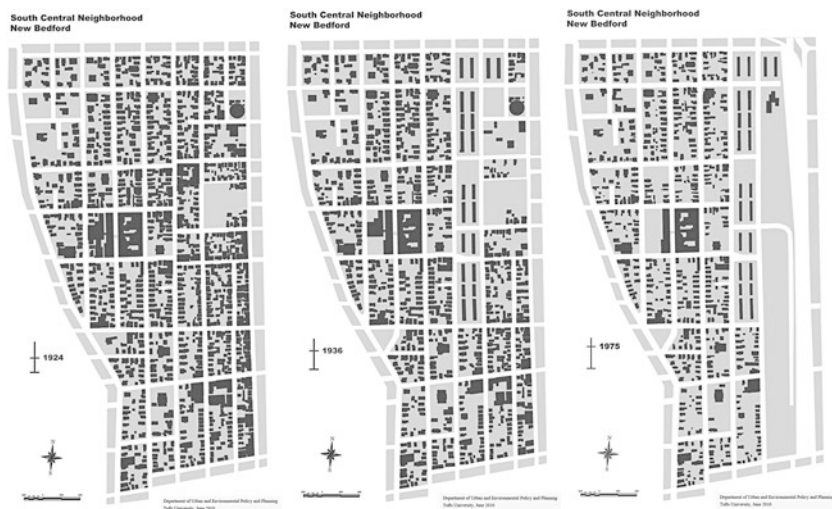 South Central Neighborhood
New Bedford
1924
Department of Urban and Environmental Policy and Planning
Tufts University, June 2010
South Central Neighborhood
New Bedford
1936
Department of Urban and Environmental Policy and Planning
Tufts University, June 2010
South Central Neighborhood
New Bedford
1975
Department of Urban and Environmental Policy and Planning
Tufts University, June 2010